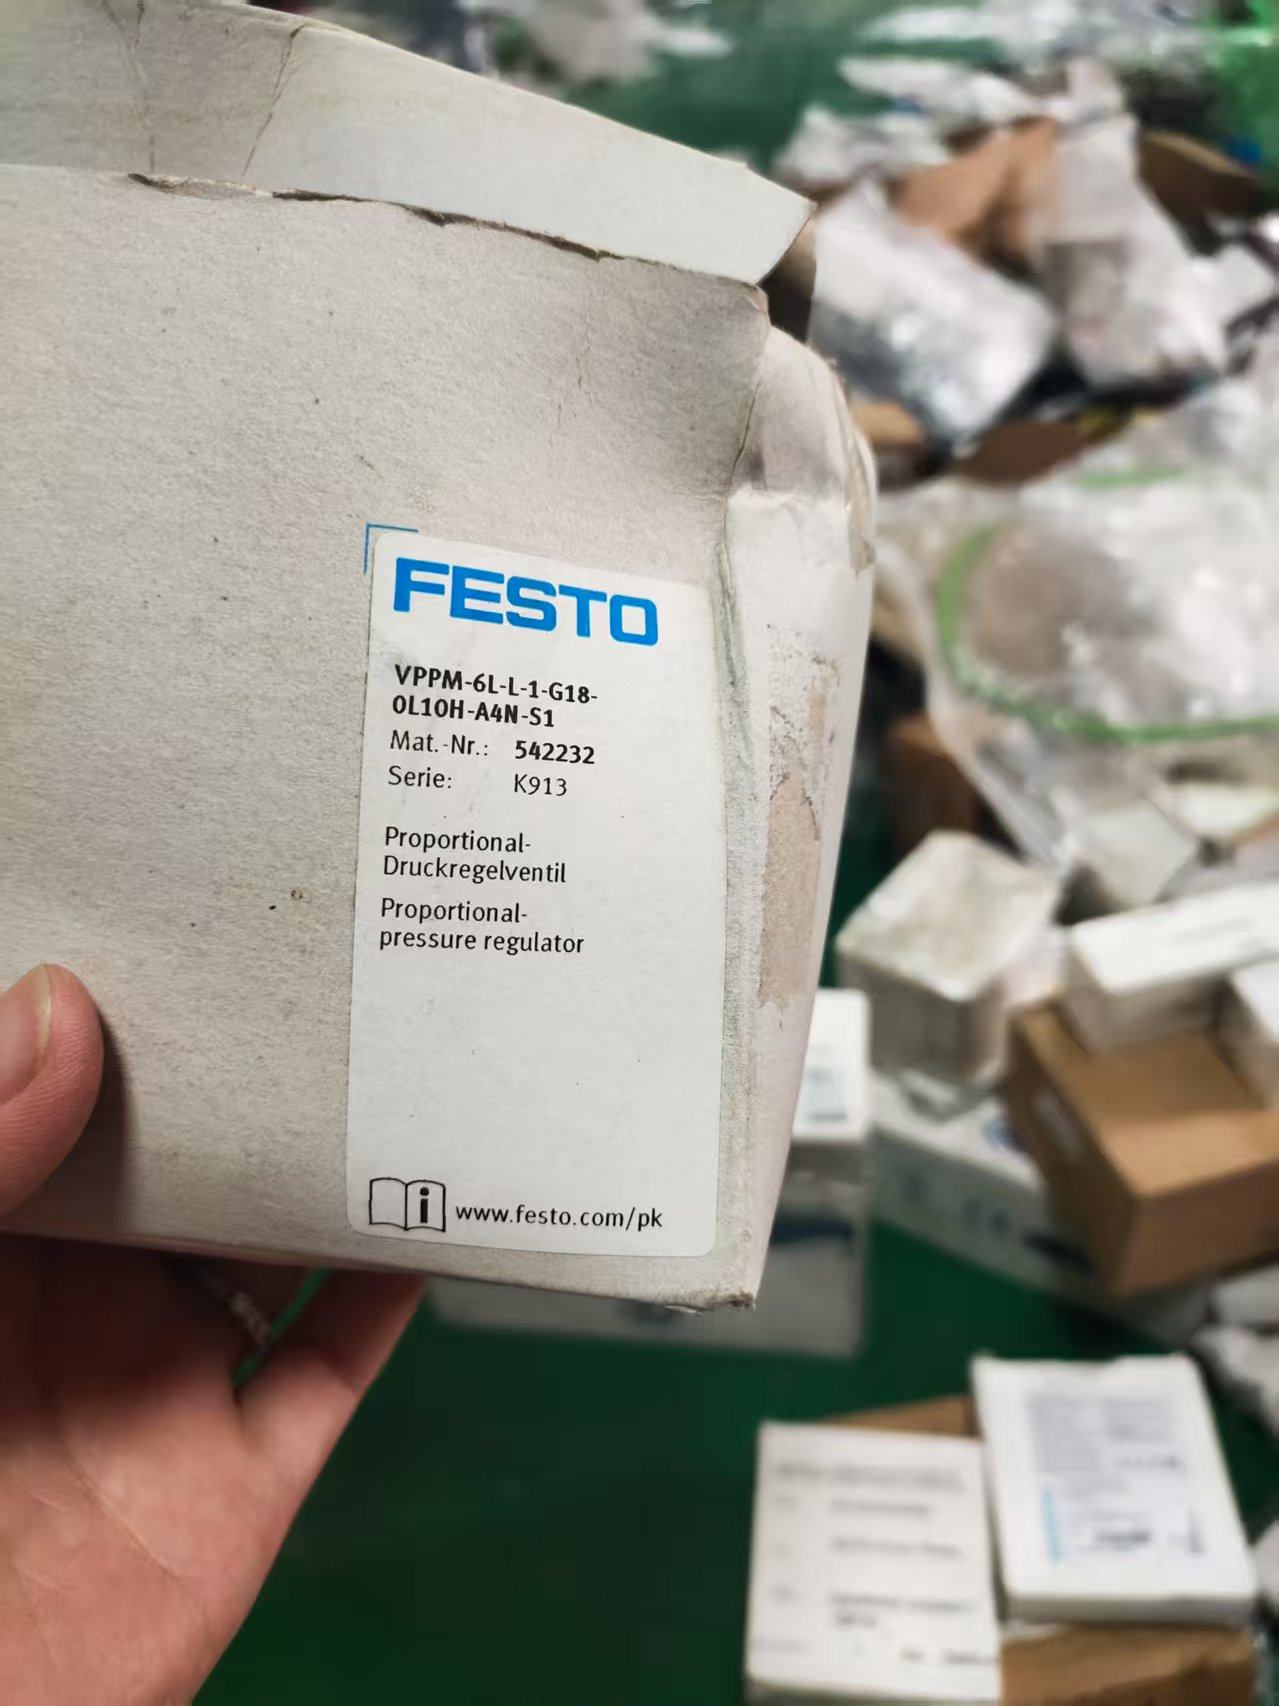 FESTO
VPPM-6L-L-1-G18-
0L10H-A4N-S1
Mat.-Nr.: 542232
Serie: K913
Proportional-
Druckregelventil
Proportional-
pressure regulator
i www.festo.com/pk